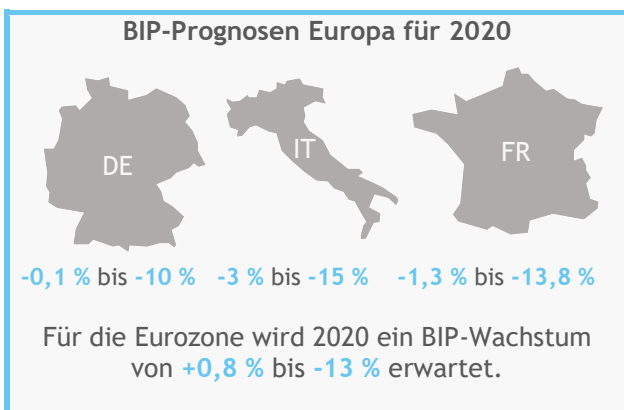 BIP-Prognosen Europa für 2020
DE
IT
FR
-0,1 % bis -10 %
-3 % bis -15 %
-1,3 % bis -13,8 %
Für die Eurozone wird 2020 ein BIP-Wachstum
von +0,8 % bis -13 % erwartet.